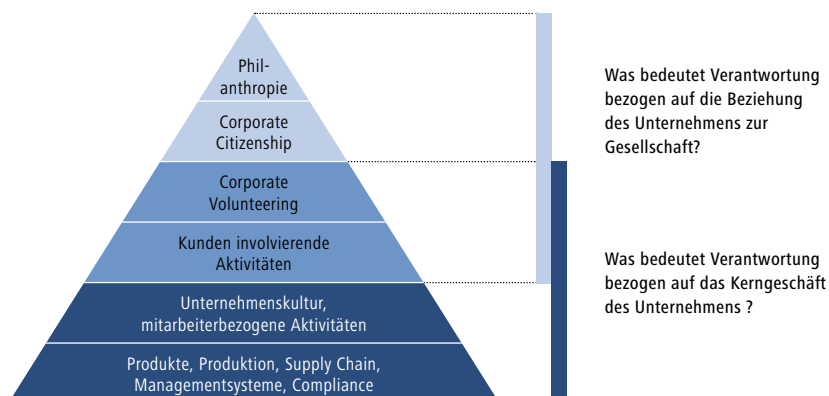 Phil-
anthropie
Corporate
Citizenship
Corporate
Volunteering
Kunden involvierende
Aktivitäten
Unternehmenskultur,
mitarbeiterbezogene Aktivitäten
Produkte, Produktion, Supply Chain,
Managementsysteme, Compliance
Was bedeutet Verantwortung
bezogen auf die Beziehung
des Unternehmens zur
Gesellschaft?
Was bedeutet Verantwortung
bezogen auf das Kerngeschäft
des Unternehmens ?